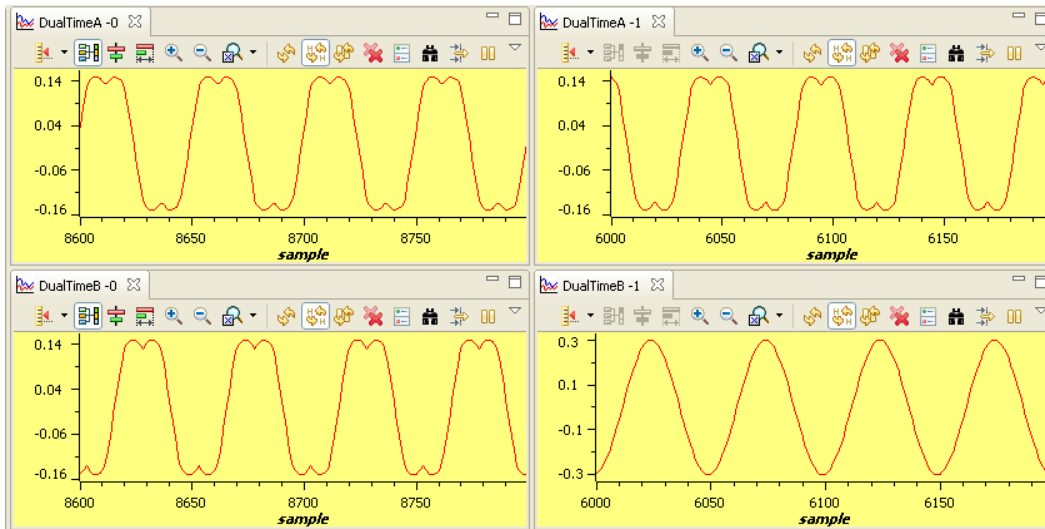 DualTimeA -0
0.14
0.04
-0.06
-0.16
8600 8650 8700 8750
sample
DualTimeA -1
0.14
0.04
-0.06
-0.16
6000 6050 6100 6150
sample
DualTimeB -0
0.14
0.04
-0.06
-0.16
8600 8650 8700 8750
sample
DualTimeB -1
0.3
0.1
-0.1
-0.3
6000 6050 6100 6150
sample